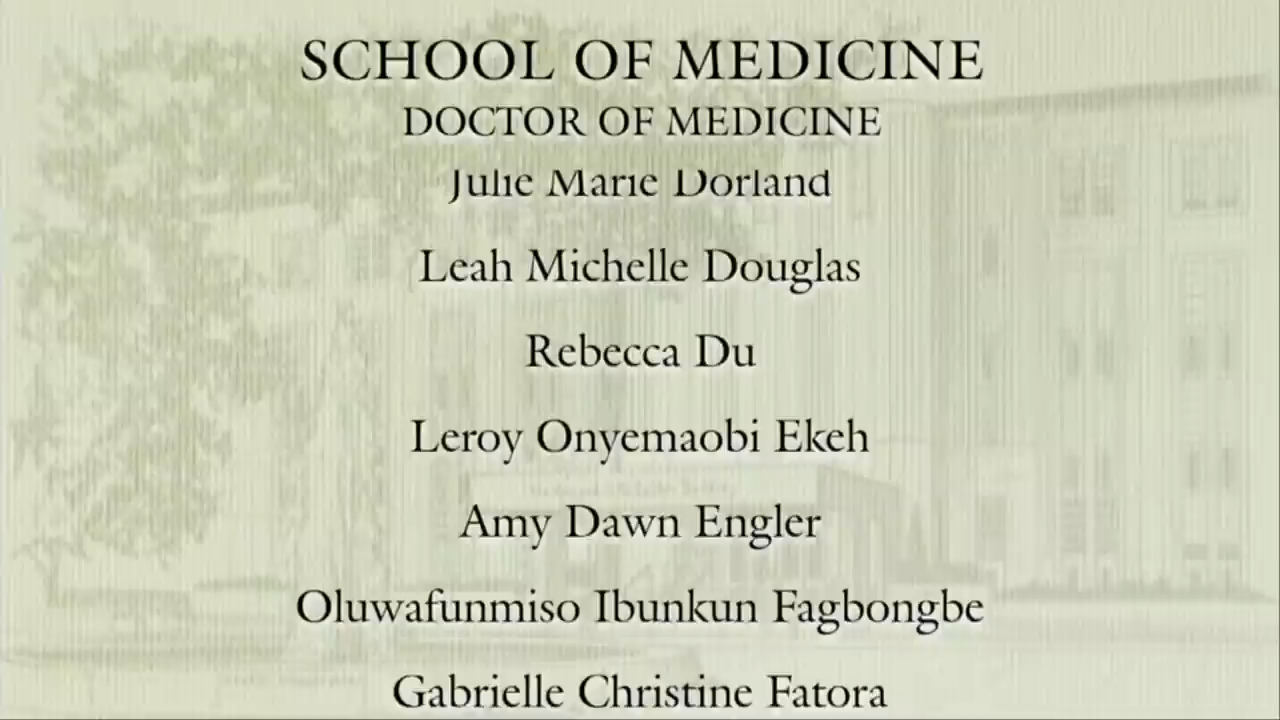 SCHOOL OF MEDICINE
DOCTOR OF MEDICINE
Julie Marie Dorland
Leah Michelle Douglas
Rebecca Du
Leroy Onyemaobi Ekeh
Amy Dawn Engler
Oluwafunmiso Ibunkun Fagbongbe
Gabrielle Christine Fatora